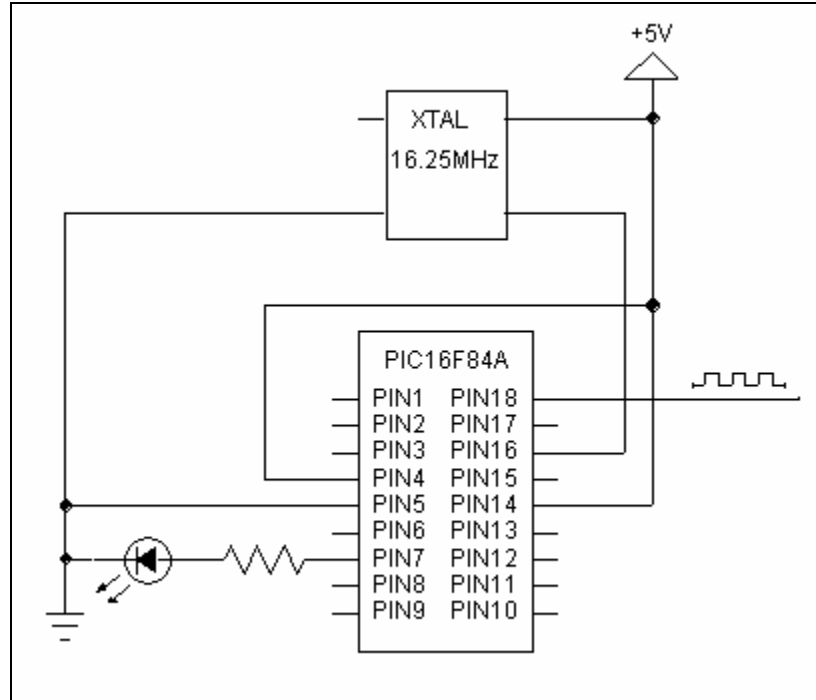 +5V
XTAL
16.25MHz
PIC16F84A
PIN1 PIN18
PIN2 PIN17
PIN3 PIN16
PIN4 PIN15
PIN5 PIN14
PIN6 PIN13
PIN7 PIN12
PIN8 PIN11
PIN9 PIN10